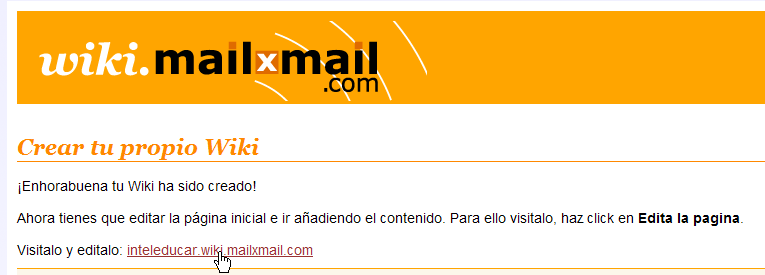 wiki.mailxmail
.com
Crear tu propio Wiki
¡Enhorabuena tu Wiki ha sido creado!
Ahora tienes que editar la página inicial e ir añadiendo el contenido. Para ello visitalo, haz click en Edita la pagina.
Visitalo y editalo: inteleducar.wiki.mailxmail.com